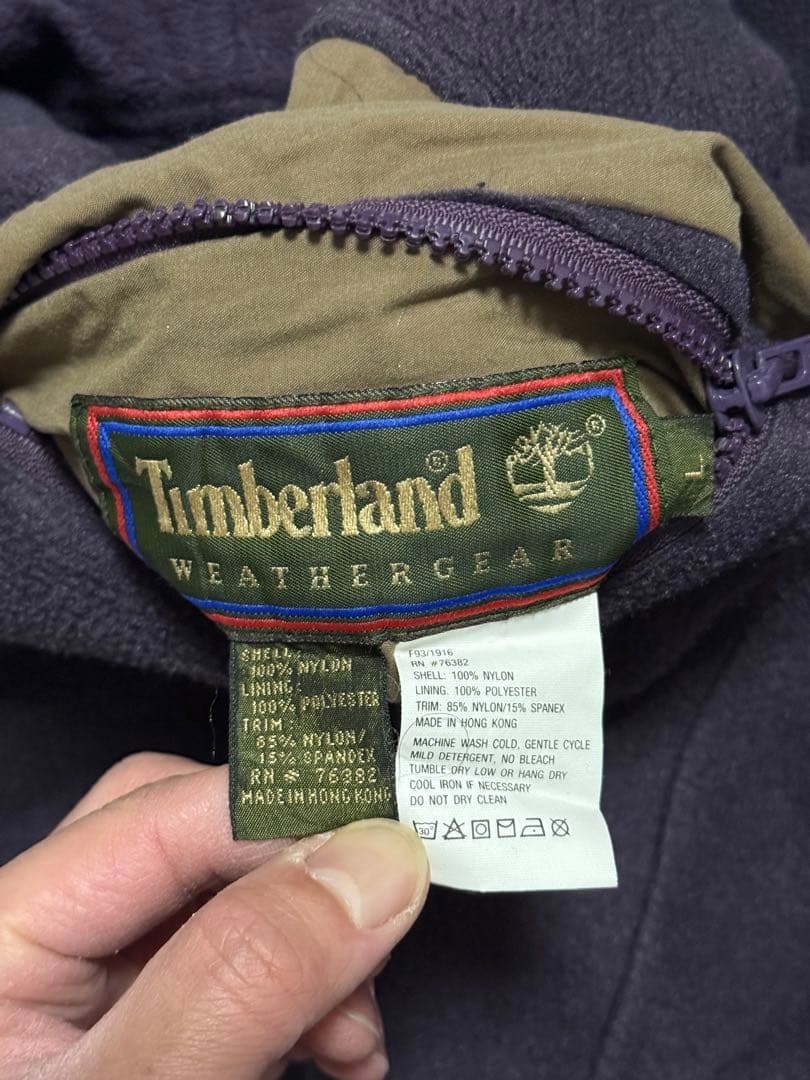 Timberland® ®
WEATHERGEAR
L
SHELL:
100% NYLON
LINING:
100% POLYESTER
TRIM:
85% NYLON/
15% SPANDEX
RN # 76382
MADE IN HONG KONG
F93/1916
RN #76382
SHELL: 100% NYLON
LINING: 100% POLYESTER
TRIM: 85% NYLON/15% SPANEX
MADE IN HONG KONG
MACHINE WASH COLD, GENTLE CYCLE
MILD DETERGENT, NO BLEACH
TUMBLE DRY LOW OR HANG DRY
COOL IRON IF NECESSARY
DO NOT DRY CLEAN
30°